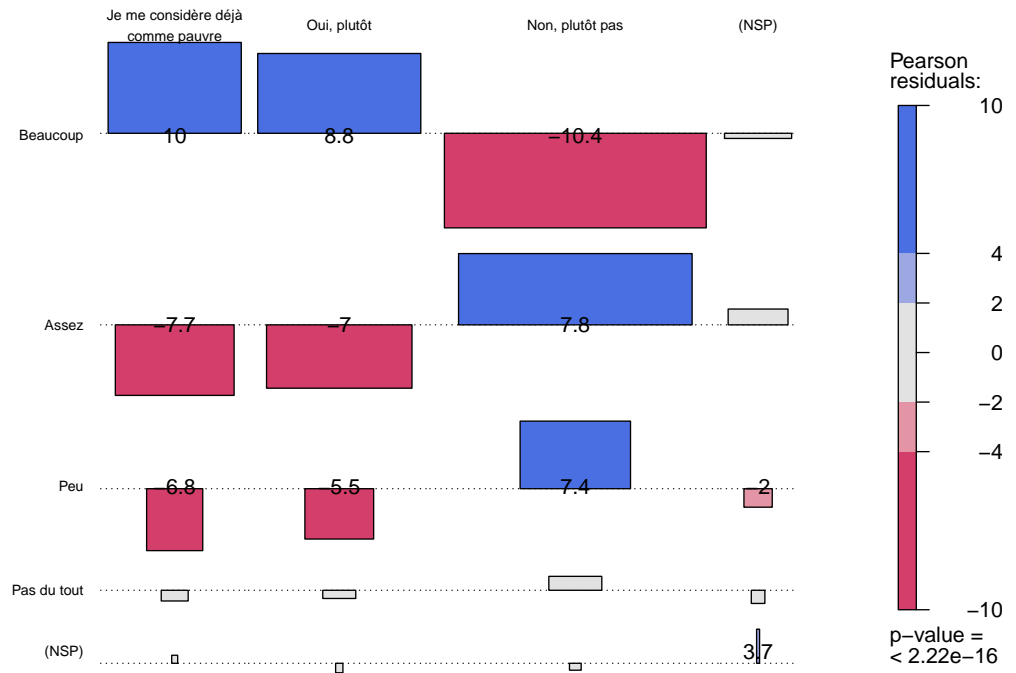 Je me considère déjà
comme pauvre
Oui, plutôt
Non, plutôt pas
(NSP)
Pearson
residuals:
10
4
2
0
−2
−4
−10
p−value =
< 2.22e−16
Beaucoup
10
8.8
−10.4
Assez
−7.7
−7
7.8
Peu
−6.8
−5.5
7.4
−2
Pas du tout
(NSP)
3.7